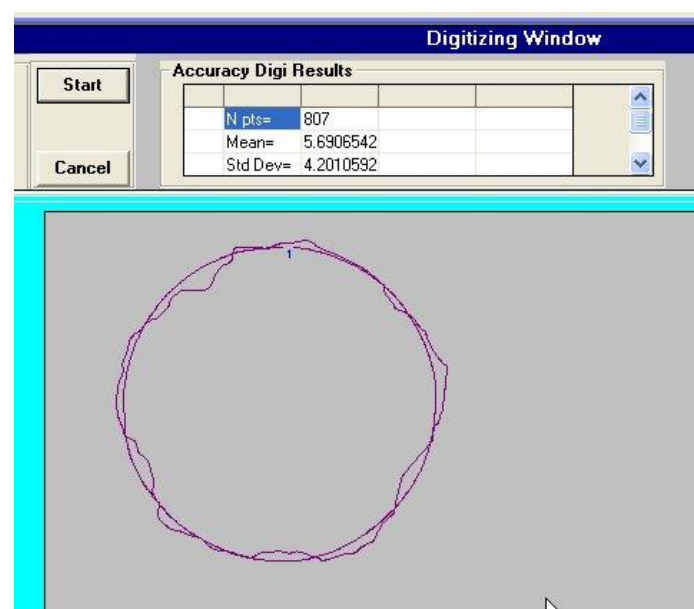 Digitizing Window
Start
Cancel
Accuracy Digi Results
N pts= 807
Mean= 5.6906542
Std Dev= 4.2010592
1